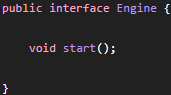 public interface Engine {
void start();
}